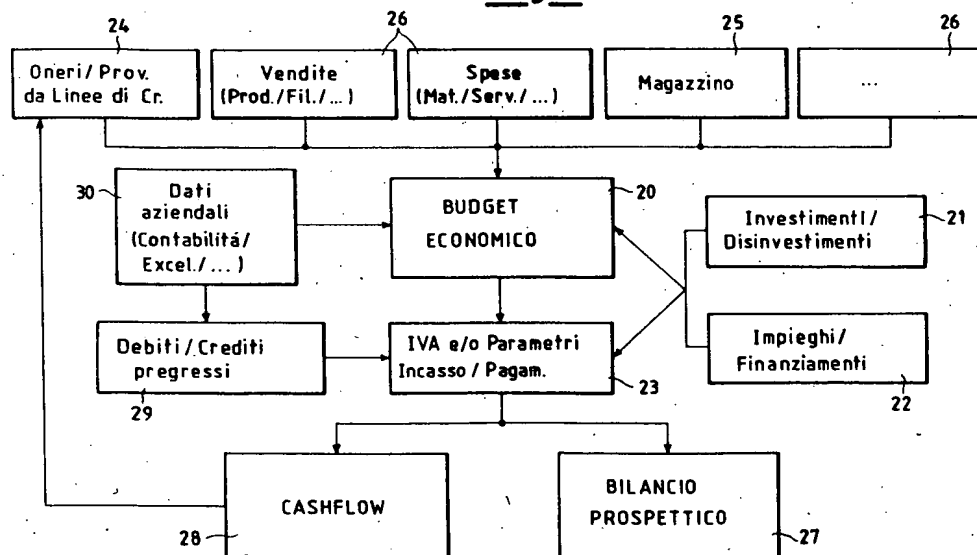 24
26
25
26
Oneri/Prov.
da Linee di Cr.
Vendite
(Prod./Fil./...)
Spese
(Mat./Serv./...)
Magazzino
...
30
Dati
aziendali
(Contabilitá/
Excel./...)
20
BUDGET
ECONOMICO
Investimenti/
Disinvestimenti
21
Debiti/Crediti
pregressi
29
IVA e/o Parametri
Incasso/Pagam.
23
Impieghi/
Finanziamenti
22
CASHFLOW
28
BILANCIO
PROSPETTICO
27